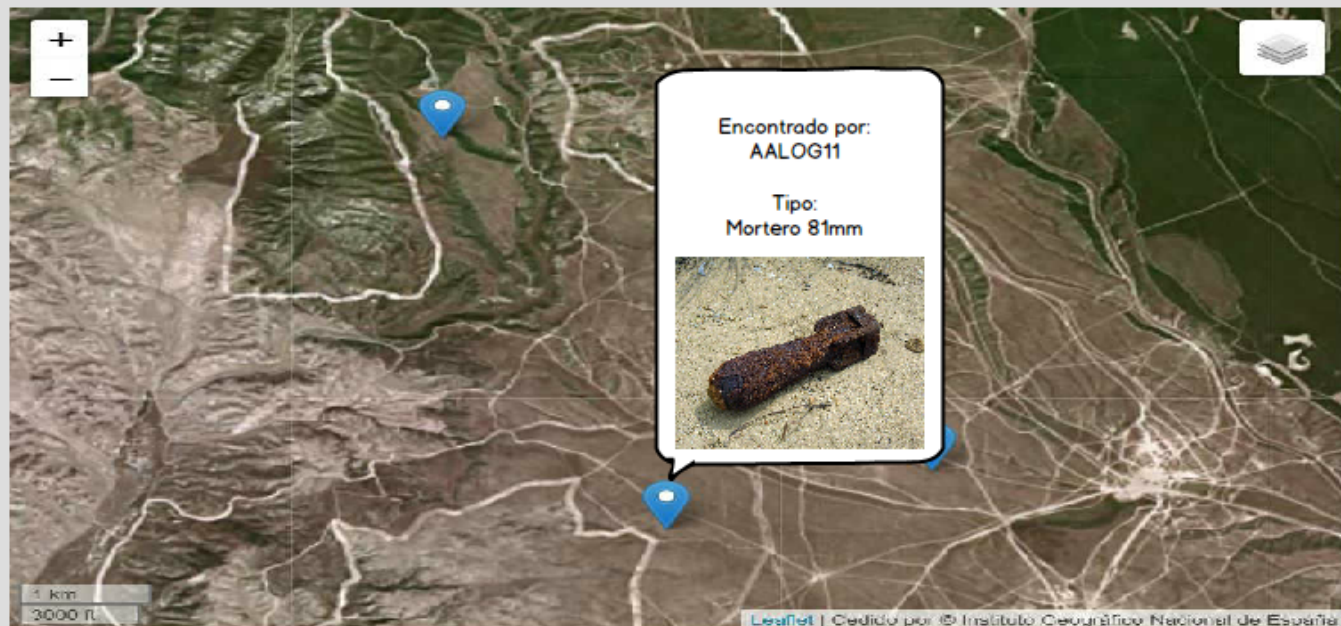 +
−
Encontrado por:
AALOG11
Tipo:
Mortero 81mm
1 km
3000 ft
Leaflet | Cedido por © Instituto Geográfico Nacional de España